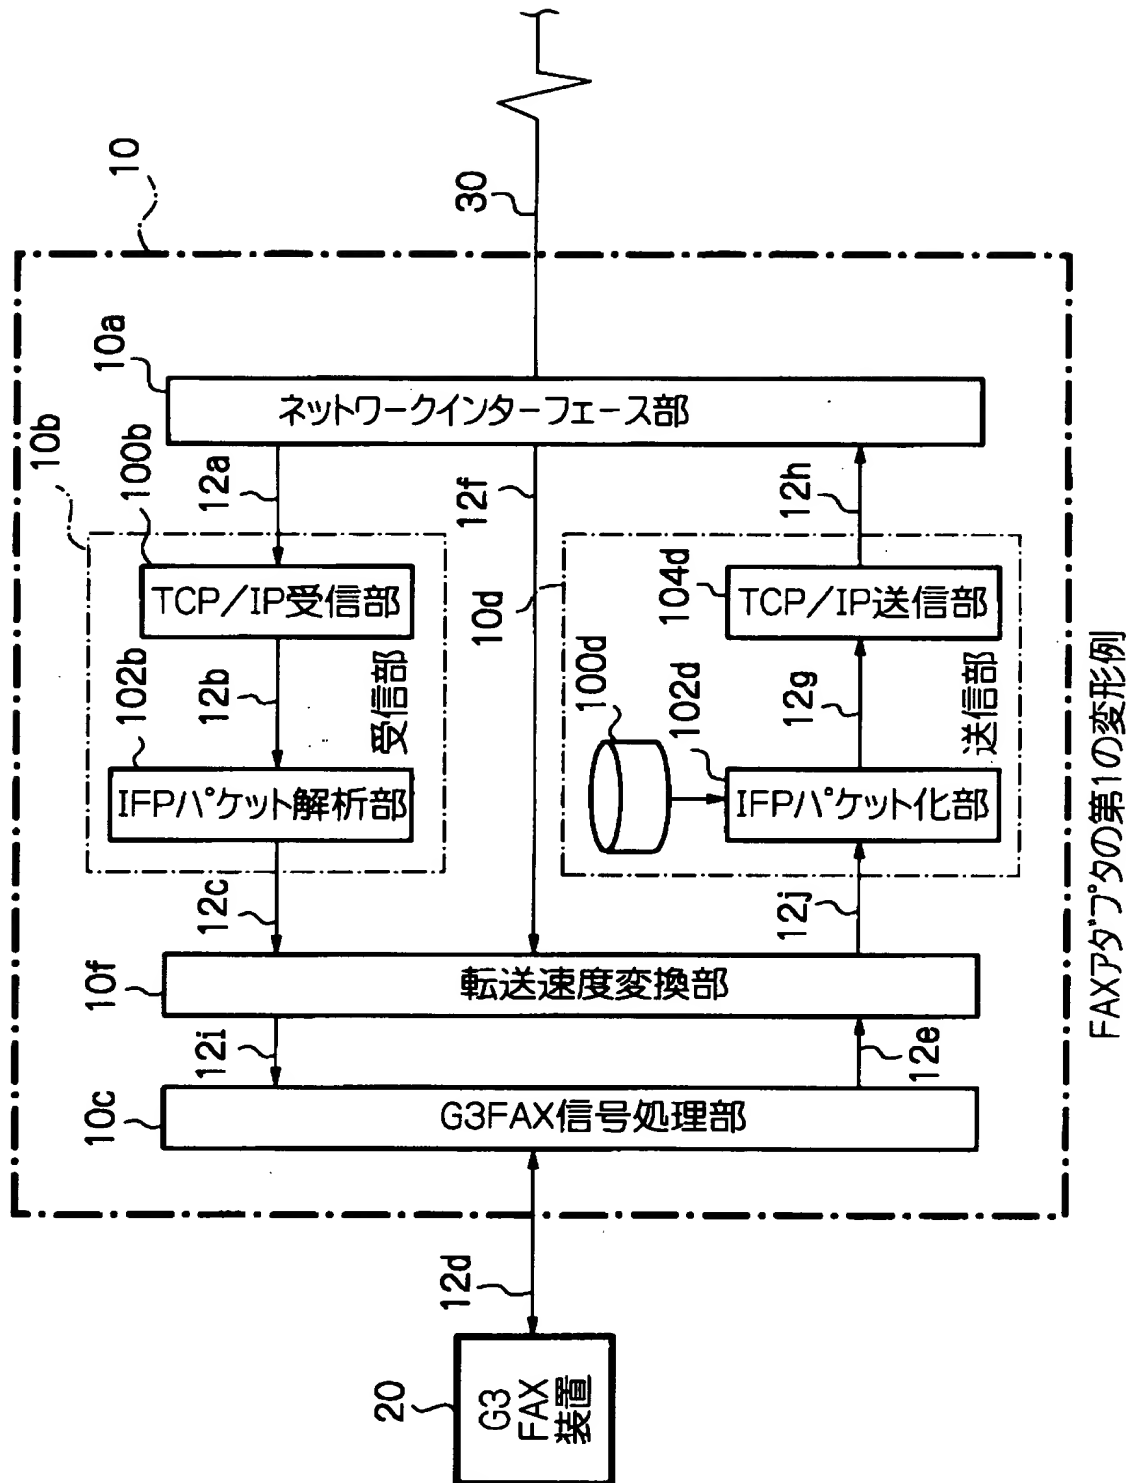 10
30
10a
ネットワークインターフェース部
10b
100b
12a
12f
12h
TCP/IP受信部
102b
12b
受信部
IFPパケット解析部
10d
104d
TCP/IP送信部
100d
102d
12g
送信部
IFPパケット化部
12c
12j
10f
転送速度変換部
12i
12e
10c
G3FAX信号処理部
12d
20
G3
FAX
装置
FAXアダプタの第1の変形例